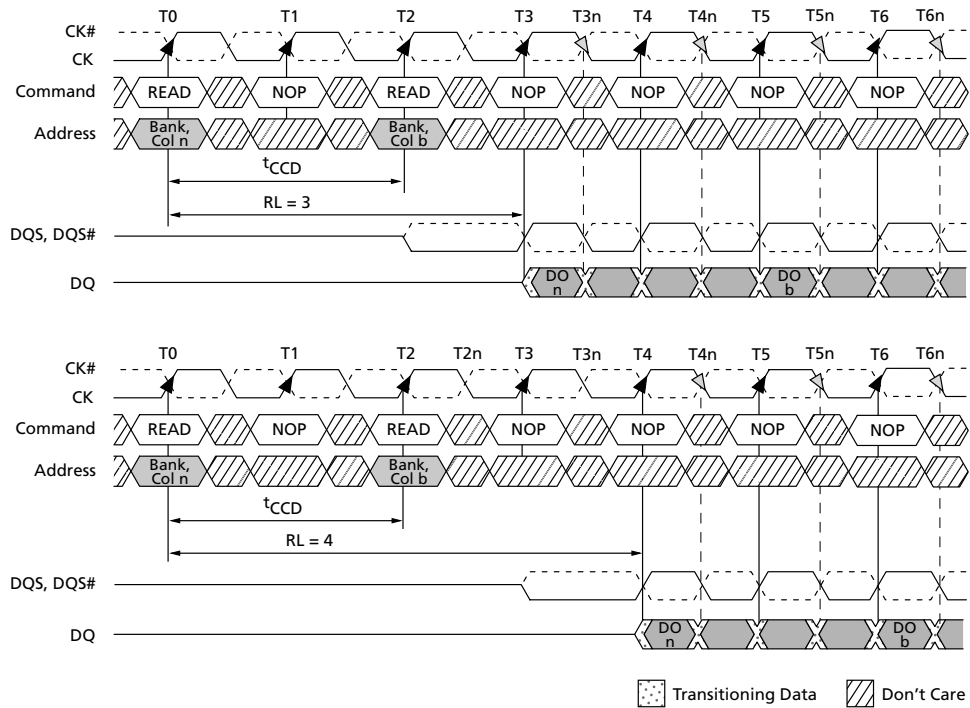 T0 T1 T2 T3 T3n T4 T4n T5 T5n T6 T6n
CK#
CK
Command READ NOP READ NOP NOP NOP NOP
Address Bank, Col n Bank, Col b
tCCD
RL = 3
DQS, DQS#
DQ DO n DO b
T0 T1 T2 T2n T3 T3n T4 T4n T5 T5n T6 T6n
CK#
CK
Command READ NOP READ NOP NOP NOP NOP
Address Bank, Col n Bank, Col b
tCCD
RL = 4
DQS, DQS#
DQ DO n DO b
Transitioning Data Don't Care